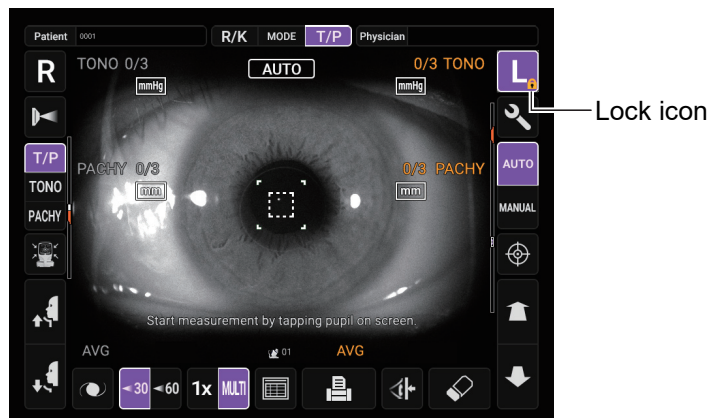 Patient 0001 R/K MODE T/P Physician
R TONO 0/3 AUTO 0/3 TONO L
mmHg mmHg
Lock icon
T/P PACHY 0/3 0/3 PACHY AUTO
TONO mm mm
PACHY MANUAL
Start measurement by tapping pupil on screen.
AVG 01 AVG
30 60 1x MULTI